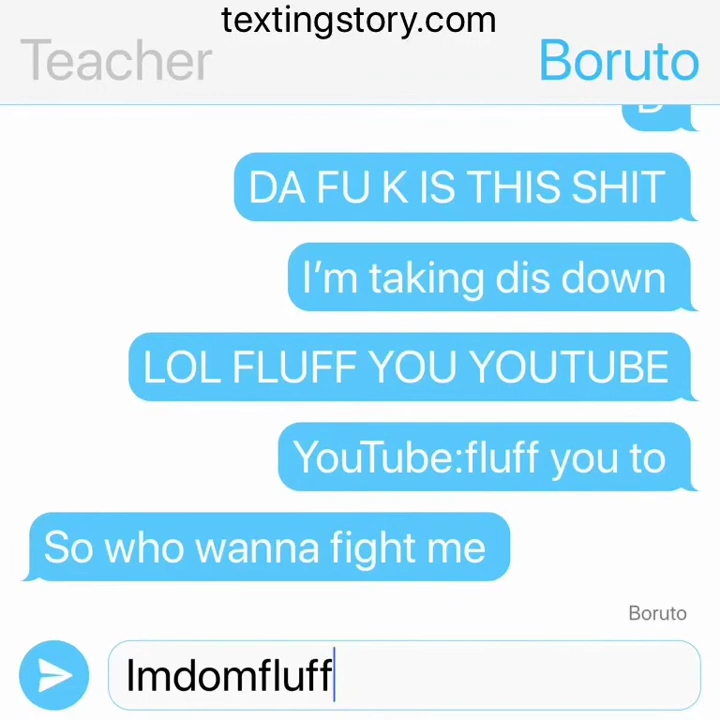 textingstory.com
Teacher
Boruto
DA FU K IS THIS SHIT
I'm taking dis down
LOL FLUFF YOU YOUTUBE
YouTube:fluff you to
So who wanna fight me
Boruto
Imdomfluff